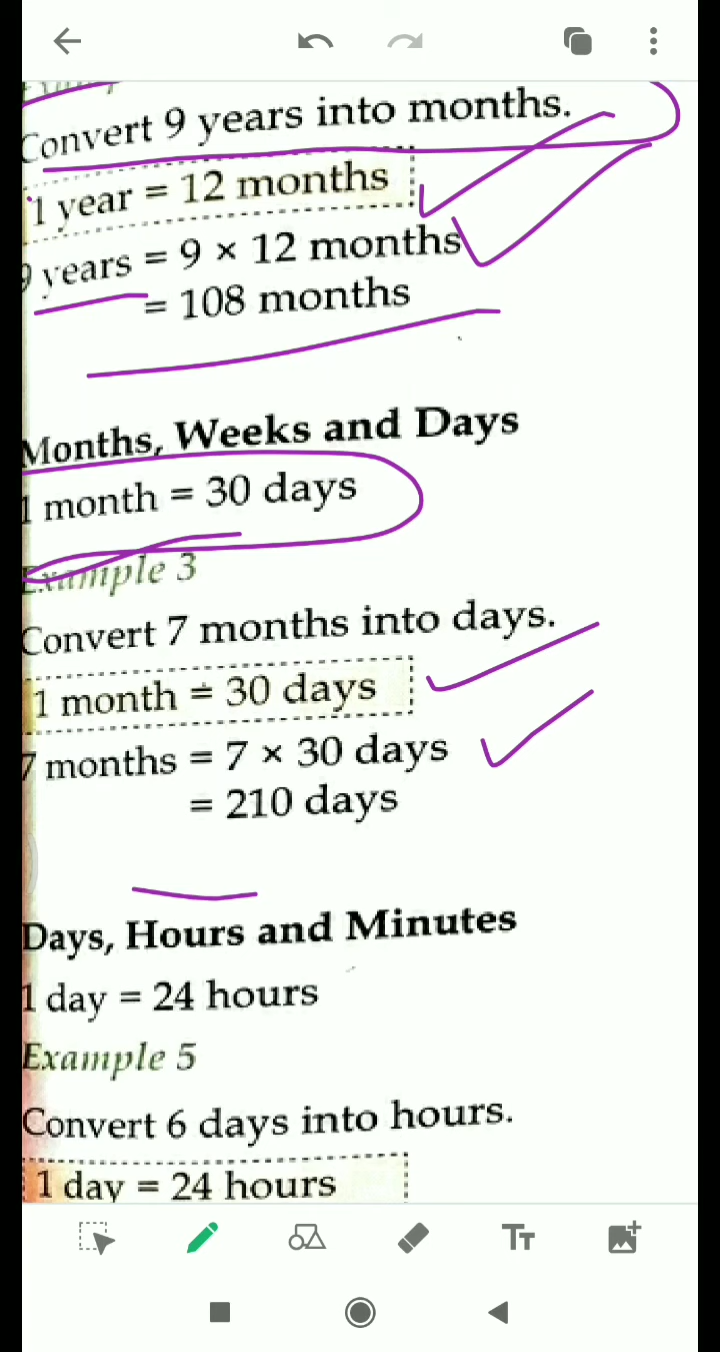 Convert 9 years into months.
1 year = 12 months
9 years = 9 × 12 months
= 108 months
Months, Weeks and Days
1 month = 30 days
Example 3
Convert 7 months into days.
1 month = 30 days
7 months = 7 × 30 days
= 210 days
Days, Hours and Minutes
1 day = 24 hours
Example 5
Convert 6 days into hours.
1 day = 24 hours
TT